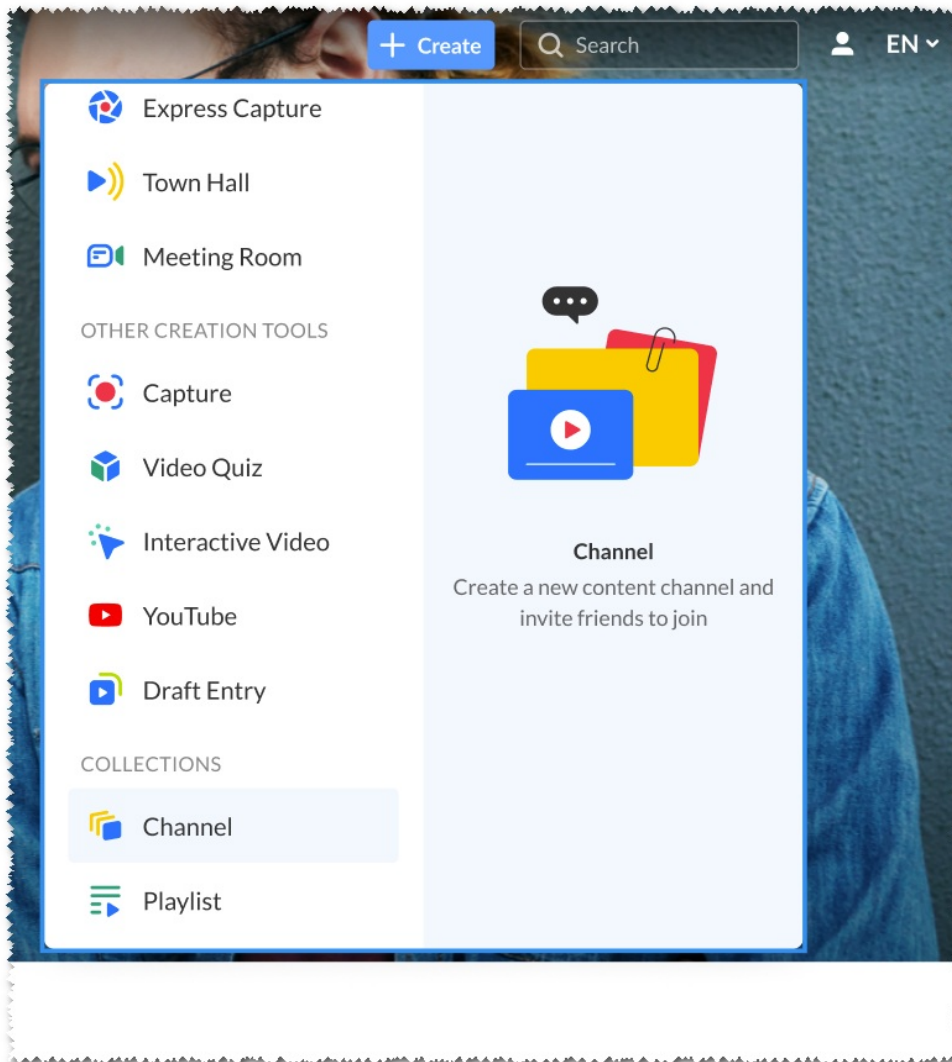 Create
Search
EN
Express Capture
Town Hall
Meeting Room
OTHER CREATION TOOLS
Capture
Video Quiz
Interactive Video
YouTube
Draft Entry
COLLECTIONS
Channel
Playlist
Channel
Create a new content channel and
invite friends to join